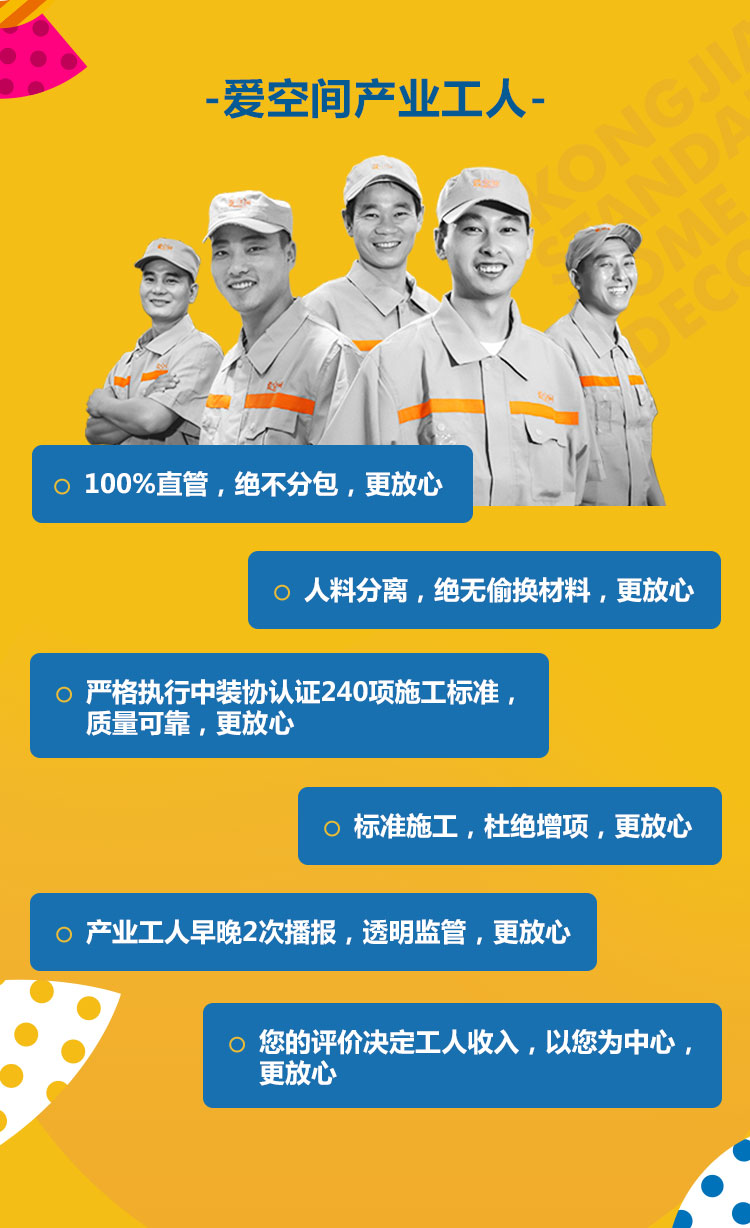 -爱空间产业工人-
KONGJIA
STANDA
HOME
DECO
100%直管，绝不分包，更放心
人料分离，绝无偷换材料，更放心
严格执行中装协认证240项施工标准，
质量可靠，更放心
标准施工，杜绝增项，更放心
产业工人早晚2次播报，透明监管，更放心
您的评价决定工人收入，以您为中心，
更放心